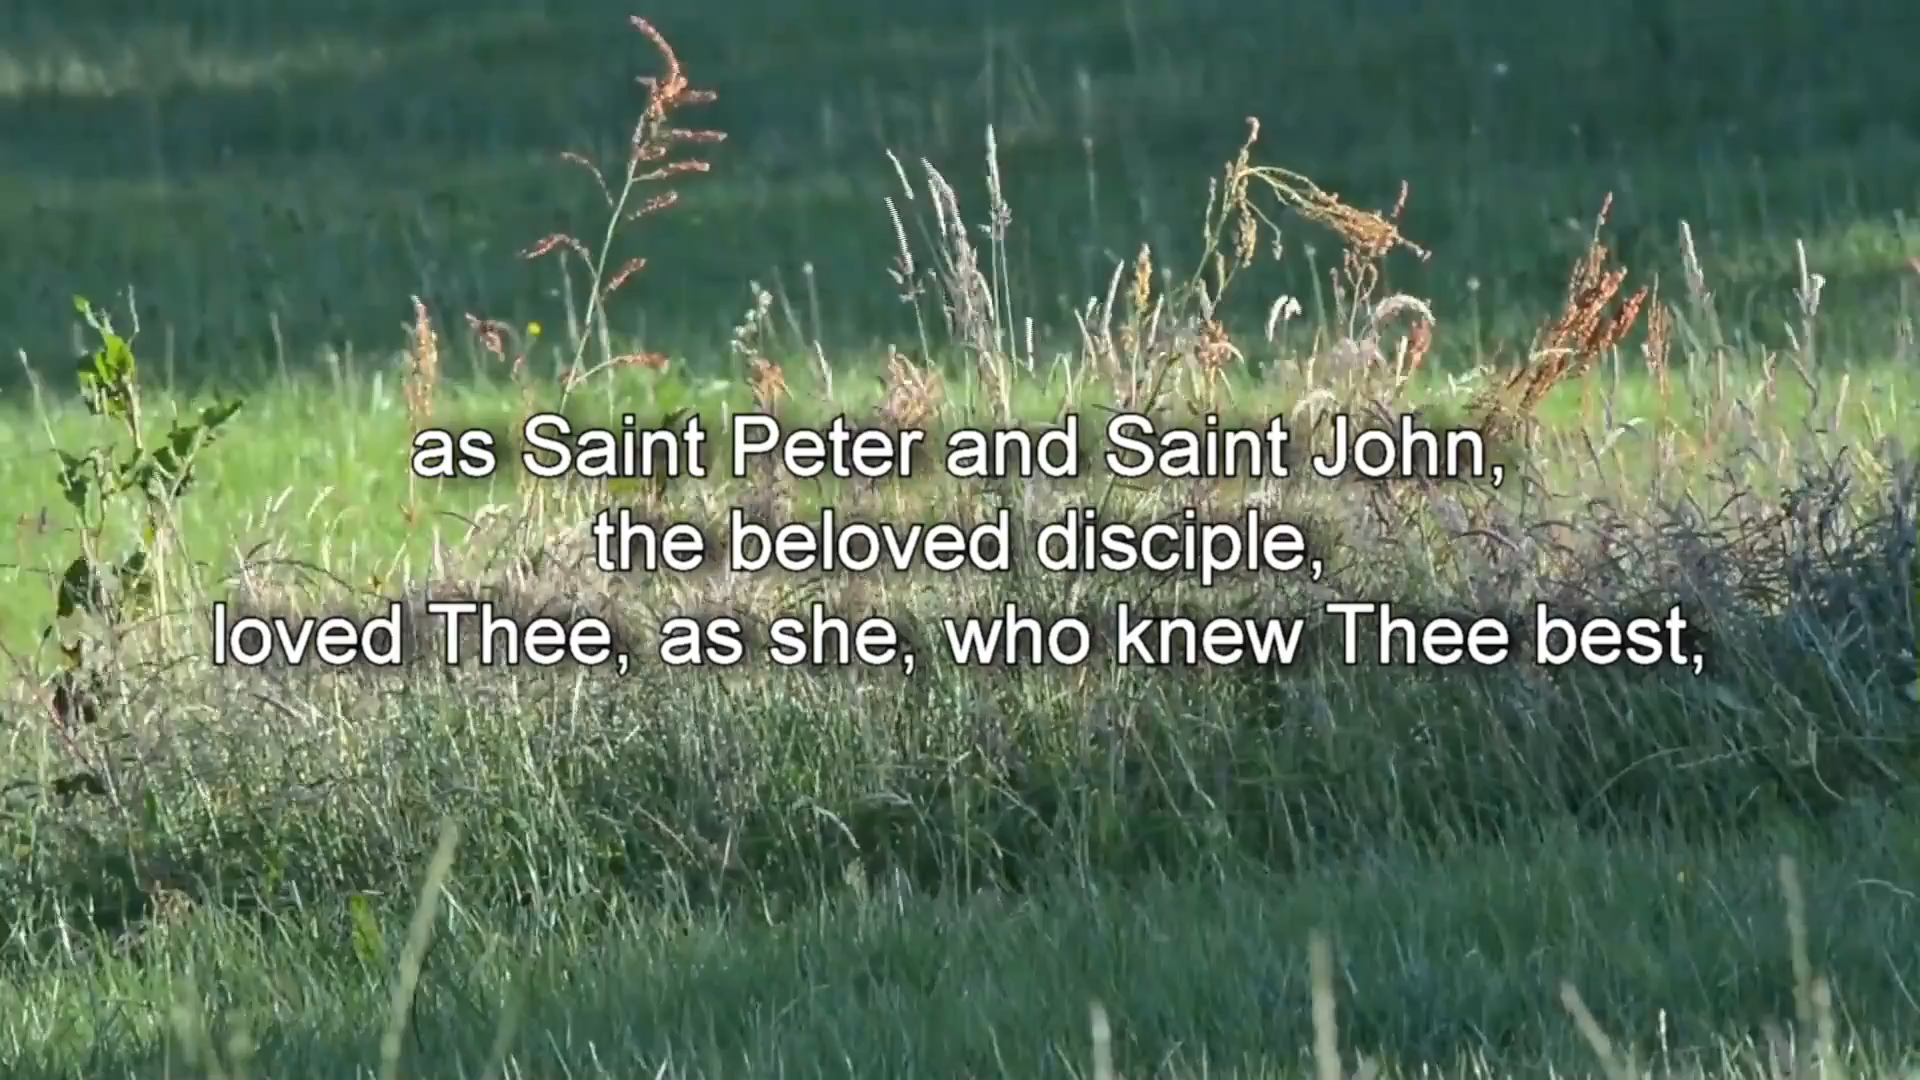 as Saint Peter and Saint John,
the beloved disciple,
loved Thee, as she, who knew Thee best,